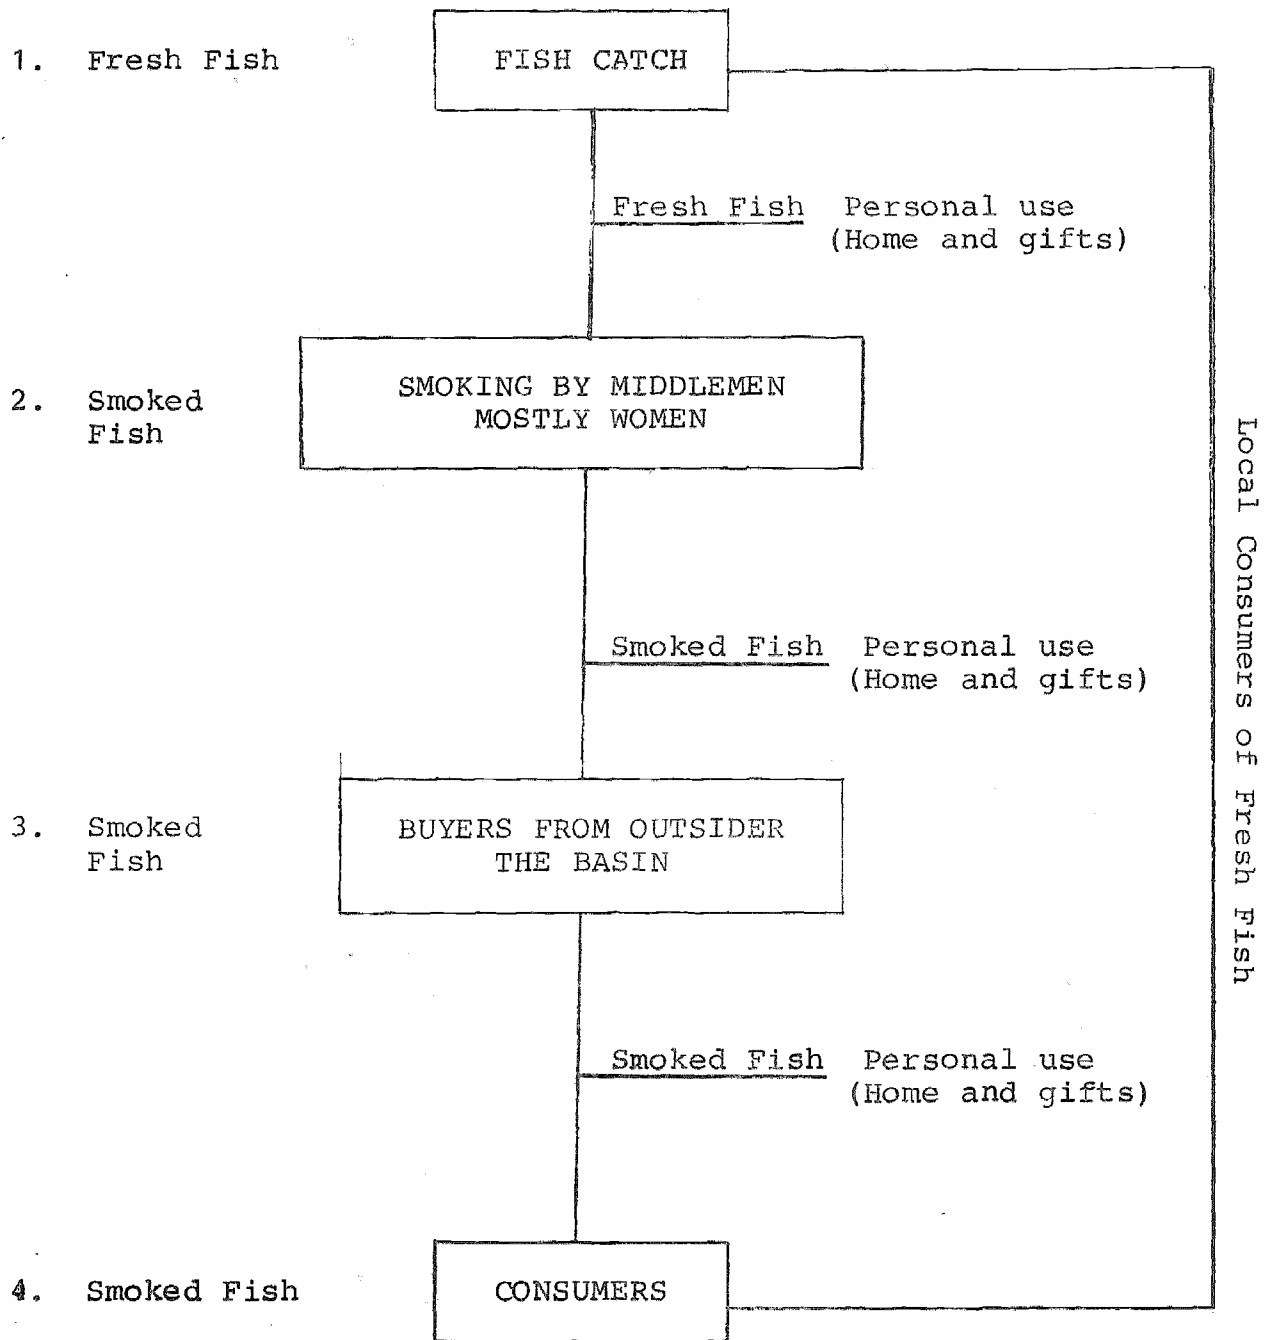 1. Fresh Fish
FISH CATCH
Fresh Fish Personal use
(Home and gifts)
2. Smoked
Fish
SMOKING BY MIDDLEMEN
MOSTLY WOMEN
Smoked Fish Personal use
(Home and gifts)
3. Smoked
Fish
BUYERS FROM OUTSIDER
THE BASIN
Smoked Fish Personal use
(Home and gifts)
4. Smoked Fish
CONSUMERS
Local Consumers of Fresh Fish